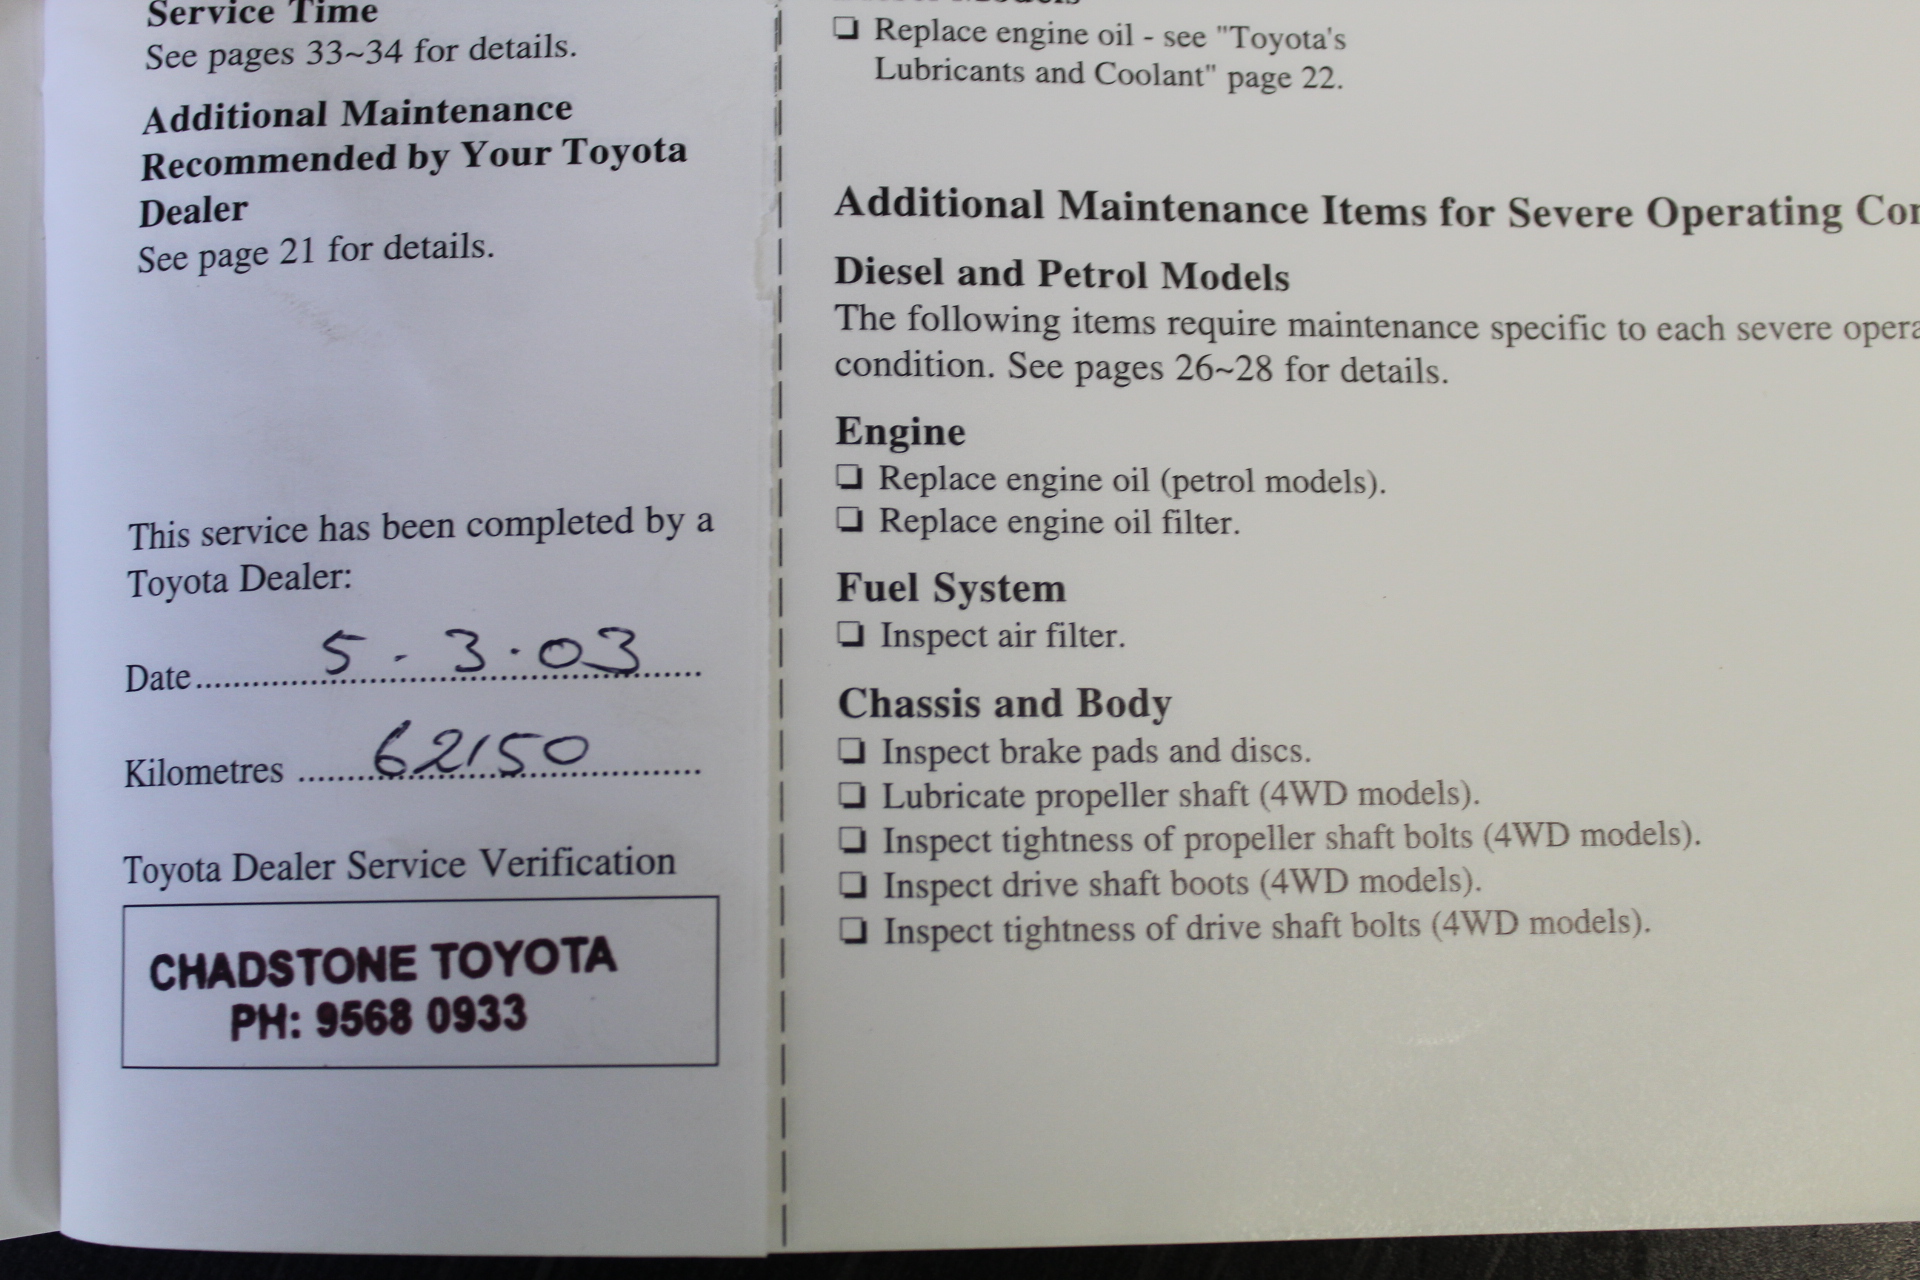 Service Time
See pages 33~34 for details.
Additional Maintenance
Recommended by Your Toyota
Dealer
See page 21 for details.
This service has been completed by a
Toyota Dealer:
Date 5 - 3 . 03
Kilometres 62150
Toyota Dealer Service Verification
CHADSTONE TOYOTA
PH: 9568 0933
❏ Replace engine oil - see "Toyota's
Lubricants and Coolant" page 22.
Additional Maintenance Items for Severe Operating
Diesel and Petrol Models
The following items require maintenance specific to each severe
condition. See pages 26~28 for details.
Engine
❏ Replace engine oil (petrol models).
❏ Replace engine oil filter.
Fuel System
❏ Inspect air filter.
Chassis and Body
❏ Inspect brake pads and discs.
❏ Lubricate propeller shaft (4WD models).
❏ Inspect tightness of propeller shaft bolts (4WD models).
❏ Inspect drive shaft boots (4WD models).
❏ Inspect tightness of drive shaft bolts (4WD models).